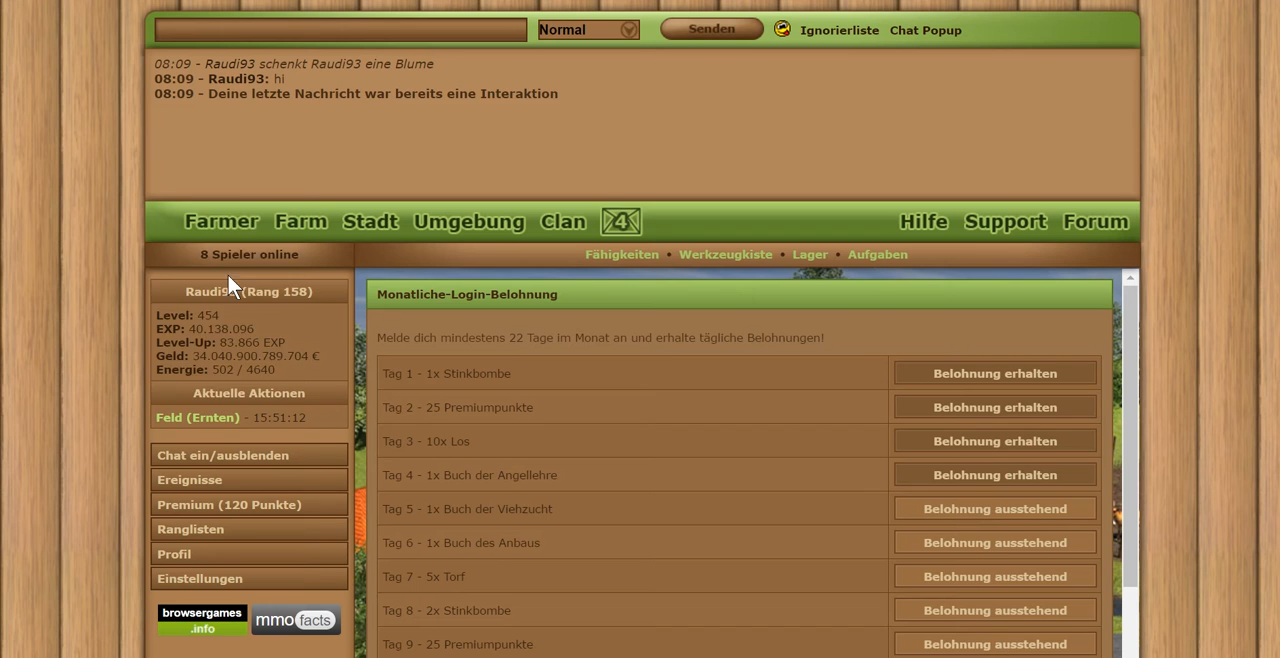 Normal
Senden
Ignorierliste
Chat Popup
08:09 - Raudi93 schenkt Raudi93 eine Blume
08:09 - Raudi93: hi
08:09 - Deine letzte Nachricht war bereits eine Interaktion
Farmer Farm Stadt Umgebung Clan 4 Hilfe Support Forum
8 Spieler online
Fähigkeiten • Werkzeugkiste • Lager • Aufgaben
(Rang 158)
Level: 454
EXP: 40.138.096
Level-Up: 83.866 EXP
Geld: 34.040.900.789.704 €
Energie: 502 / 4640
Aktuelle Aktionen
Feld (Ernten) - 15:51:12
Chat ein/ausblenden
Ereignisse
Premium (120 Punkte)
Ranglisten
Profil
Einstellungen
browsergames
.info
mmofacts
Monatliche-Login-Belohnung
Melde dich mindestens 22 Tage im Monat an und erhalte tägliche Belohnungen!
Tag 1 - 1x Stinkbombe Belohnung erhalten
Tag 2 - 25 Premiumpunkte Belohnung erhalten
Tag 3 - 10x Los Belohnung erhalten
Tag 4 - 1x Buch der Angellehre Belohnung erhalten
Tag 5 - 1x Buch der Viehzucht Belohnung ausstehend
Tag 6 - 1x Buch des Anbaus Belohnung ausstehend
Tag 7 - 5x Torf Belohnung ausstehend
Tag 8 - 2x Stinkbombe Belohnung ausstehend
Tag 9 - 25 Premiumpunkte Belohnung ausstehend